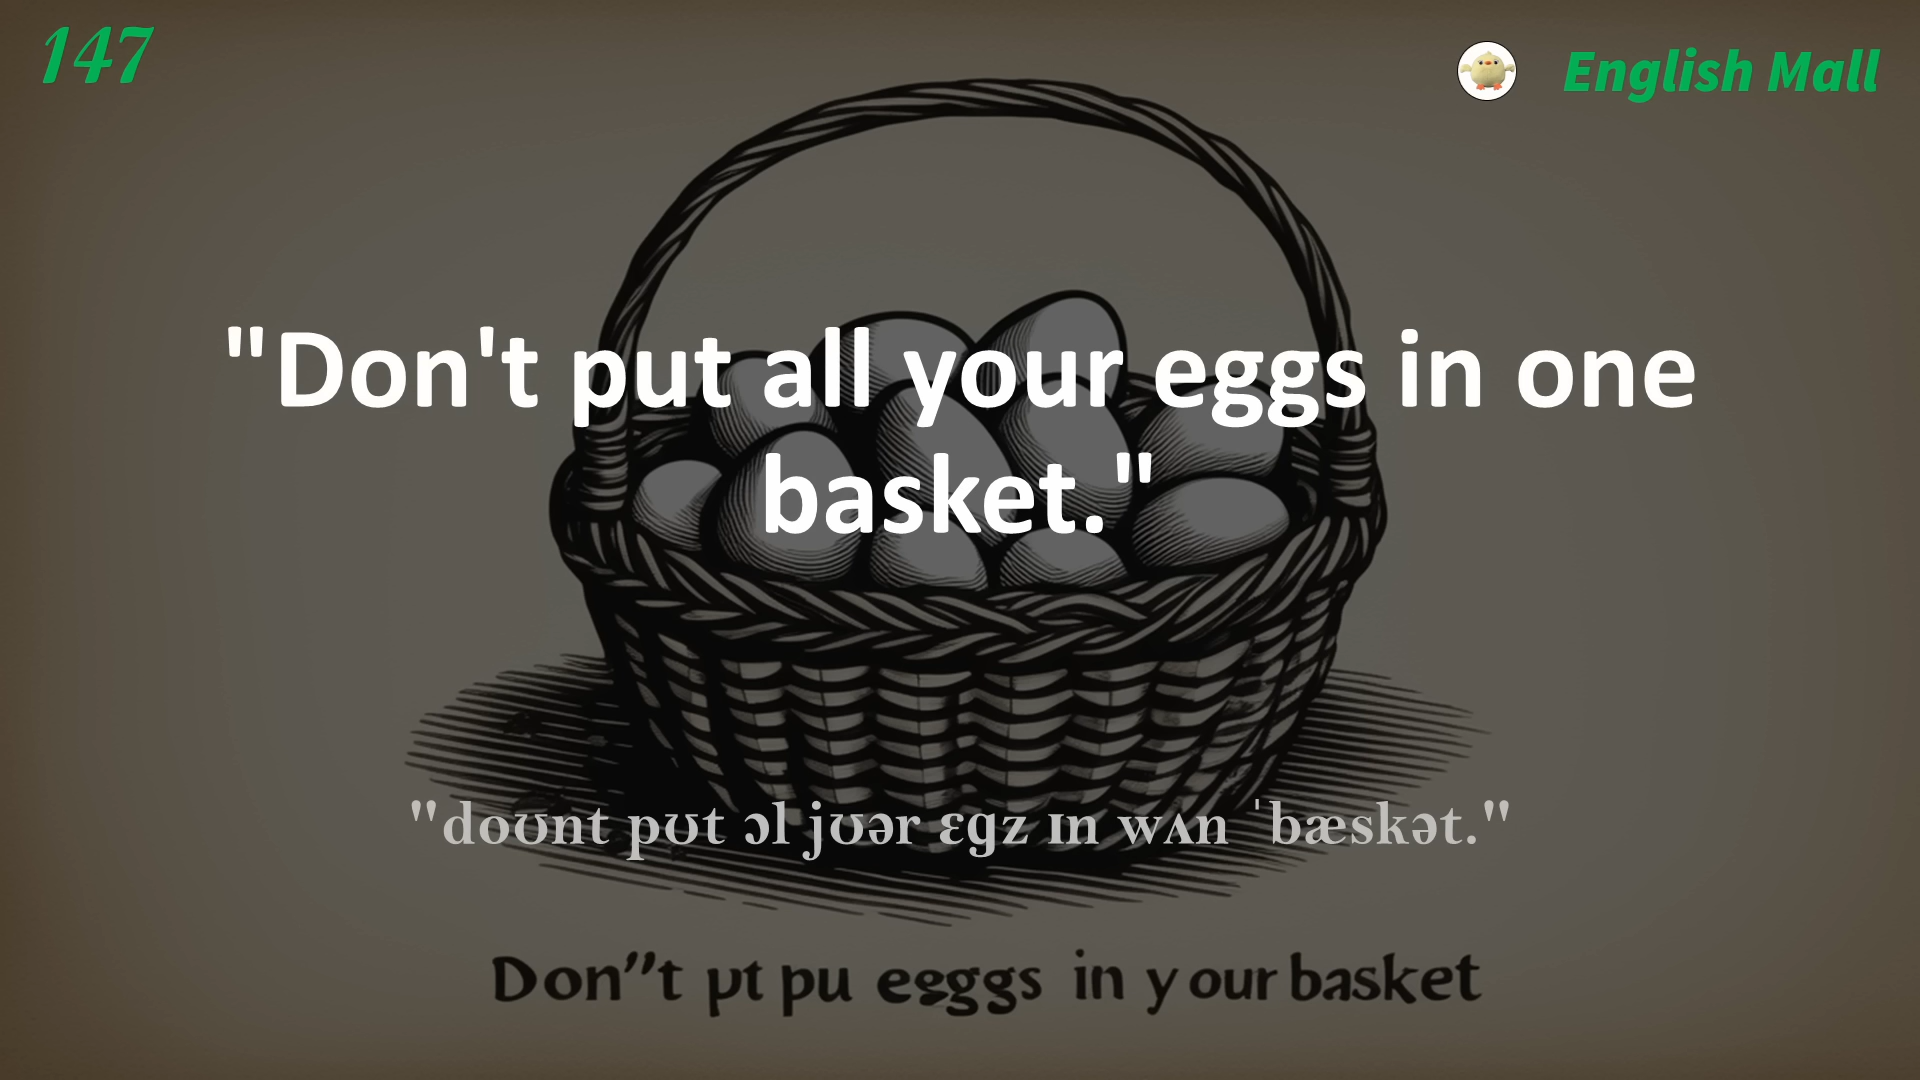 147
English Mall
"Don't put all your eggs in one
basket."
"doʊnt pʊt ɔl jʊər ɛgz ɪn wʌn ˈbæskət."
Don’’t pt pu eeggs in your basket